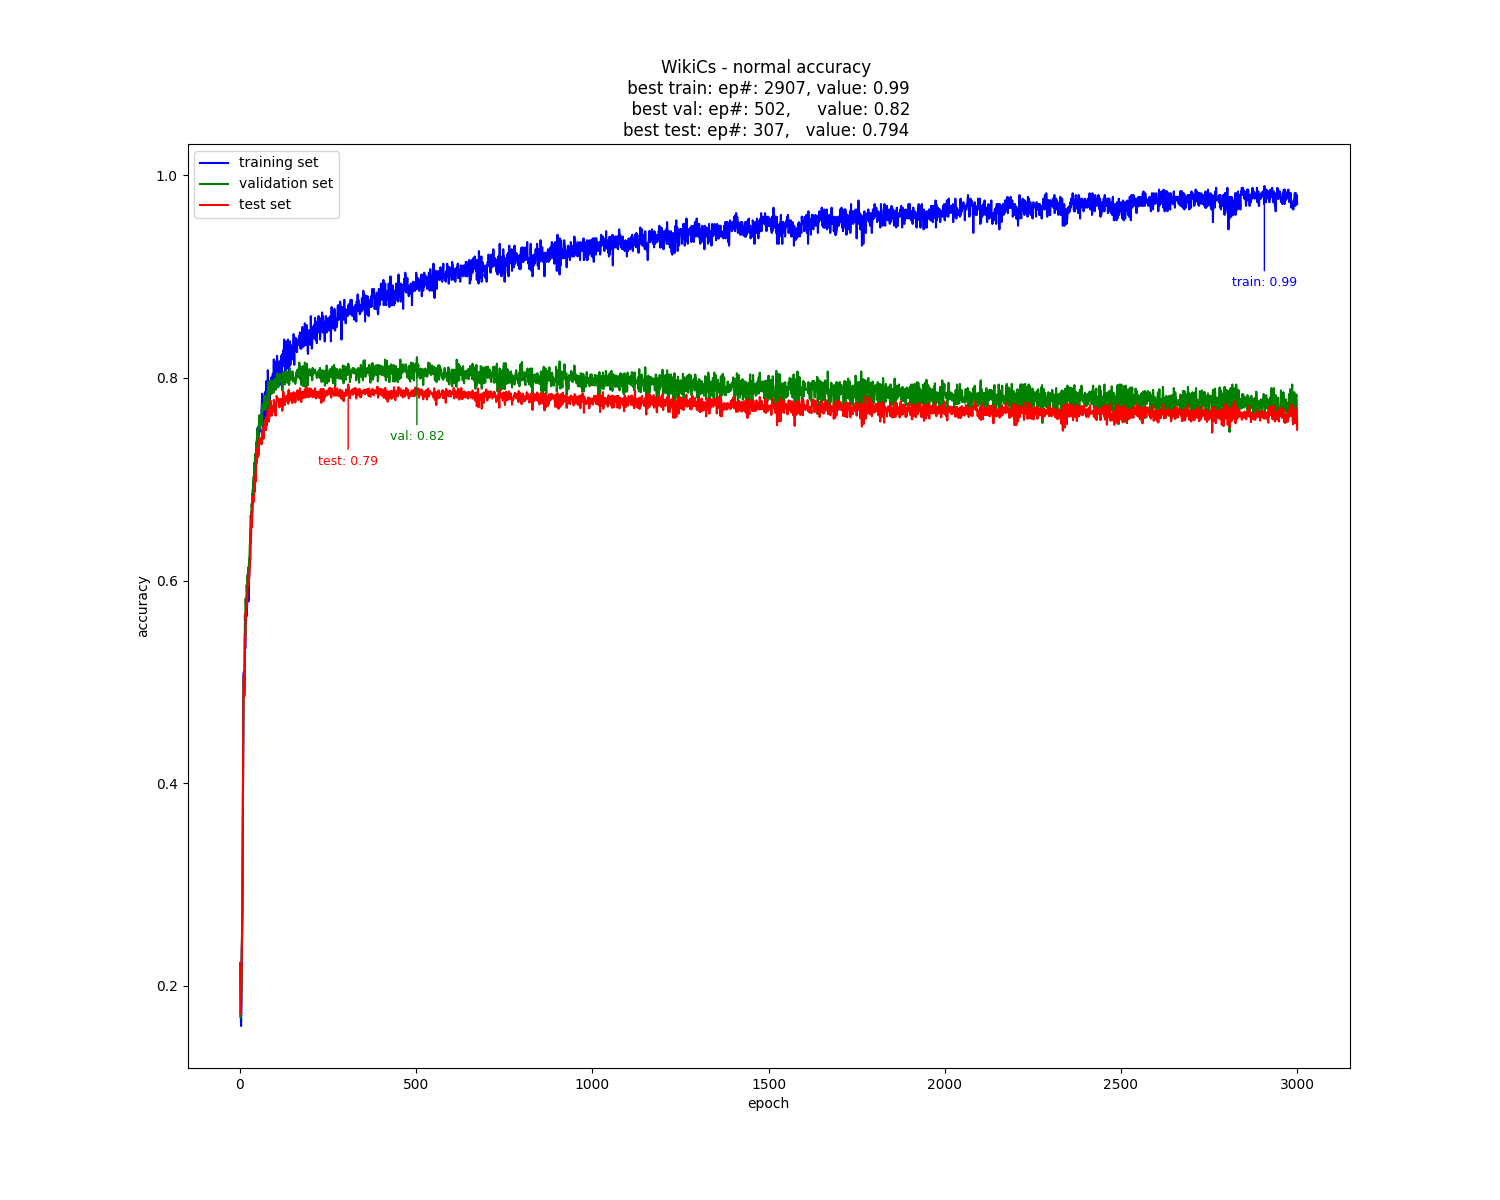 WikiCs - normal accuracy
best train: ep#: 2907, value: 0.99
best val: ep#: 502, value: 0.82
best test: ep#: 307, value: 0.794
training set
validation set
test set
1.0
0.8
0.6
0.4
0.2
accuracy
train: 0.99
val: 0.82
test: 0.79
0 500 1000 1500 2000 2500 3000
epoch